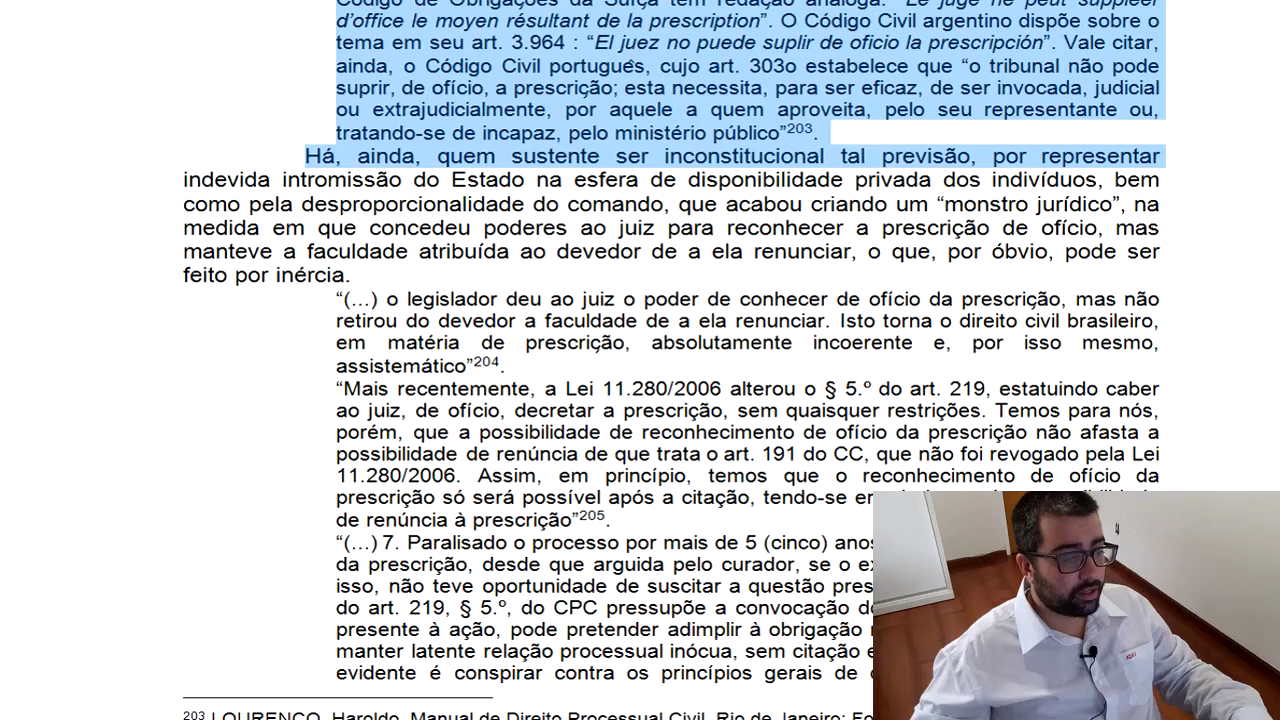 Código de Obrigações da Suíça tem redação análoga: “Le juge ne peut suppléer
d’office le moyen résultant de la prescription”. O Código Civil argentino dispõe sobre o
tema em seu art. 3.964 : “El juez no puede suplir de oficio la prescripción”. Vale citar,
ainda, o Código Civil português, cujo art. 303o estabelece que “o tribunal não pode
suprir, de ofício, a prescrição; esta necessita, para ser eficaz, de ser invocada, judicial
ou extrajudicialmente, por aquele a quem aproveita, pelo seu representante ou,
tratando-se de incapaz, pelo ministério público”203.
Há, ainda, quem sustente ser inconstitucional tal previsão, por representar
indevida intromissão do Estado na esfera de disponibilidade privada dos indivíduos, bem
como pela desproporcionalidade do comando, que acabou criando um “monstro jurídico”, na
medida em que concedeu poderes ao juiz para reconhecer a prescrição de ofício, mas
manteve a faculdade atribuída ao devedor de a ela renunciar, o que, por óbvio, pode ser
feito por inércia.
“(…) o legislador deu ao juiz o poder de conhecer de ofício da prescrição, mas não
retirou do devedor a faculdade de a ela renunciar. Isto torna o direito civil brasileiro,
em matéria de prescrição, absolutamente incoerente e, por isso mesmo,
assistemático”204.
“Mais recentemente, a Lei 11.280/2006 alterou o § 5.º do art. 219, estatuindo caber
ao juiz, de ofício, decretar a prescrição, sem quaisquer restrições. Temos para nós,
porém, que a possibilidade de reconhecimento de ofício da prescrição não afasta a
possibilidade de renúncia de que trata o art. 191 do CC, que não foi revogado pela Lei
11.280/2006. Assim, em princípio, temos que o reconhecimento de ofício da
prescrição só será possível após a citação, tendo-se
de renúncia à prescrição”205.
“(…) 7. Paralisado o processo por mais de 5 (cinco) anos
da prescrição, desde que arguida pelo curador, se o
isso, não teve oportunidade de suscitar a questão
do art. 219, § 5.º, do CPC pressupõe a convocação
presente à ação, pode pretender adimplir à obrigação
manter latente relação processual inócua, sem citação
evidente é conspirar contra os princípios gerais de
203 LOURENÇO, Haroldo. Manual de Direito Processual Civil. Rio de Janeiro: